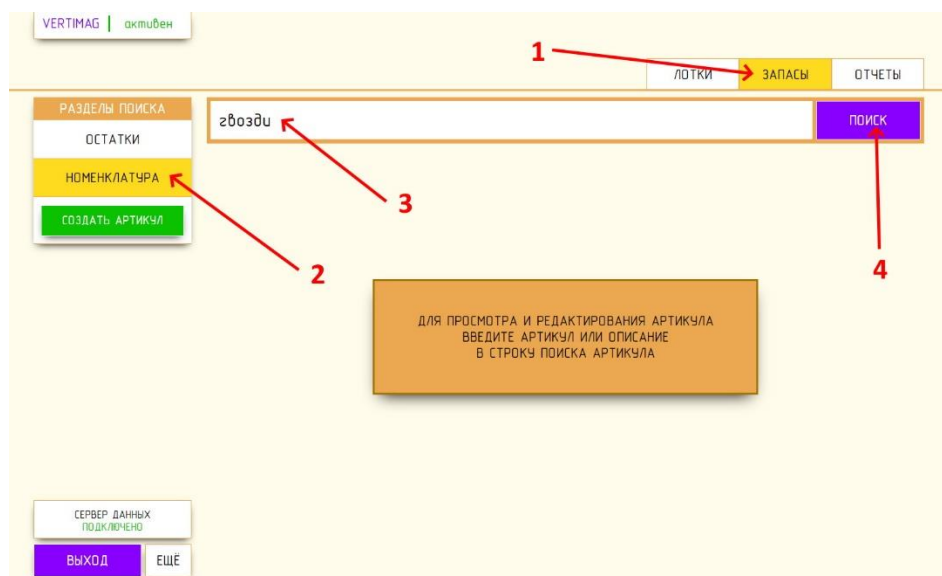 VERTIMAG | активен
1
ЛОТКИ ЗАПАСЫ ОТЧЕТЫ
РАЗДЕЛЫ ПОИСКА
гвозди ПОИСК
ОСТАТКИ
НОМЕНКЛАТУРА
3
СОЗДАТЬ АРТИКУЛ
2
4
ДЛЯ ПРОСМОТРА И РЕДАКТИРОВАНИЯ АРТИКУЛА
ВВЕДИТЕ АРТИКУЛ ИЛИ ОПИСАНИЕ
В СТРОКУ ПОИСКА АРТИКУЛА
СЕРВЕР ДАННЫХ
ПОДКЛЮЧЕНО
ВЫХОД ЕЩЁ